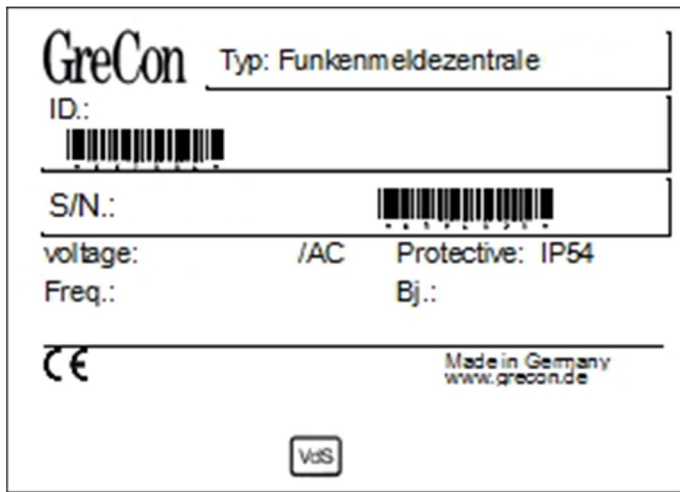 GreCon Typ: Funkenmeldezentrale
ID.:
S/N.:
voltage: /AC Protective: IP54
Freq.: Bj.:
CE Made in Germany
www.grecon.de
VdS